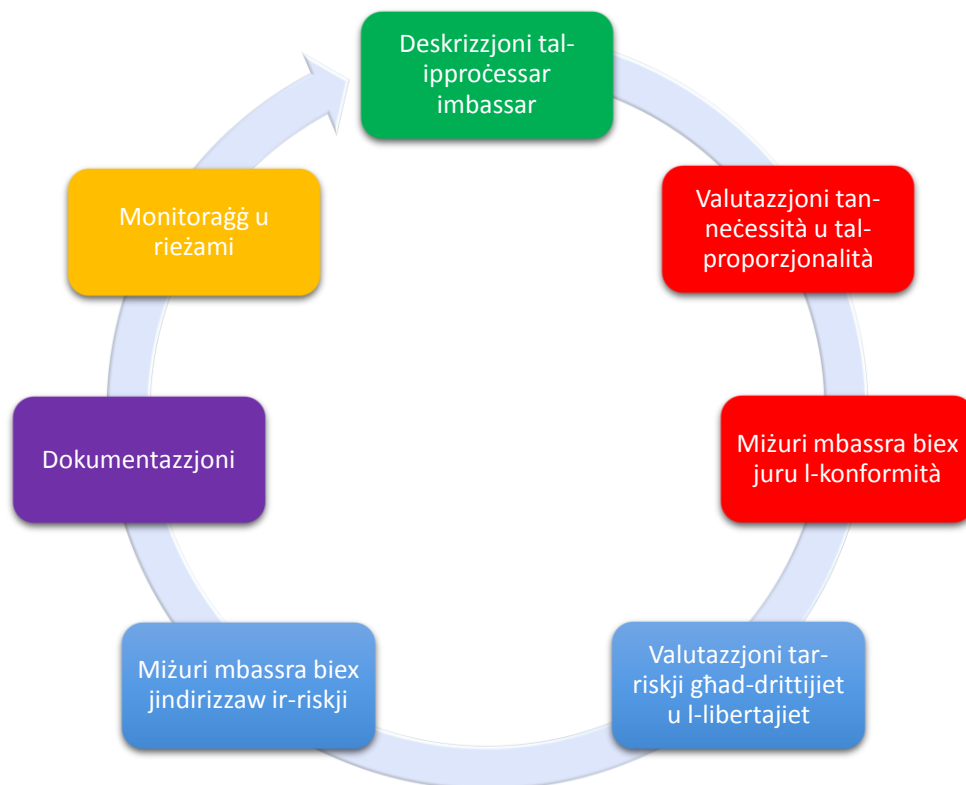 Deskrizzjoni tal-
ipproċessar
imbassar
Valutazzjoni tan-
neċessità u tal-
proporzjonalità
Miżuri mbassra biex
juru l-konformità
Valutazzjoni tar-
riskji għad-drittijiet
u l-libertajiet
Miżuri mbassra biex
jindirizzaw ir-riskji
Dokumentazzjoni
Monitoraġġ u
rieżami